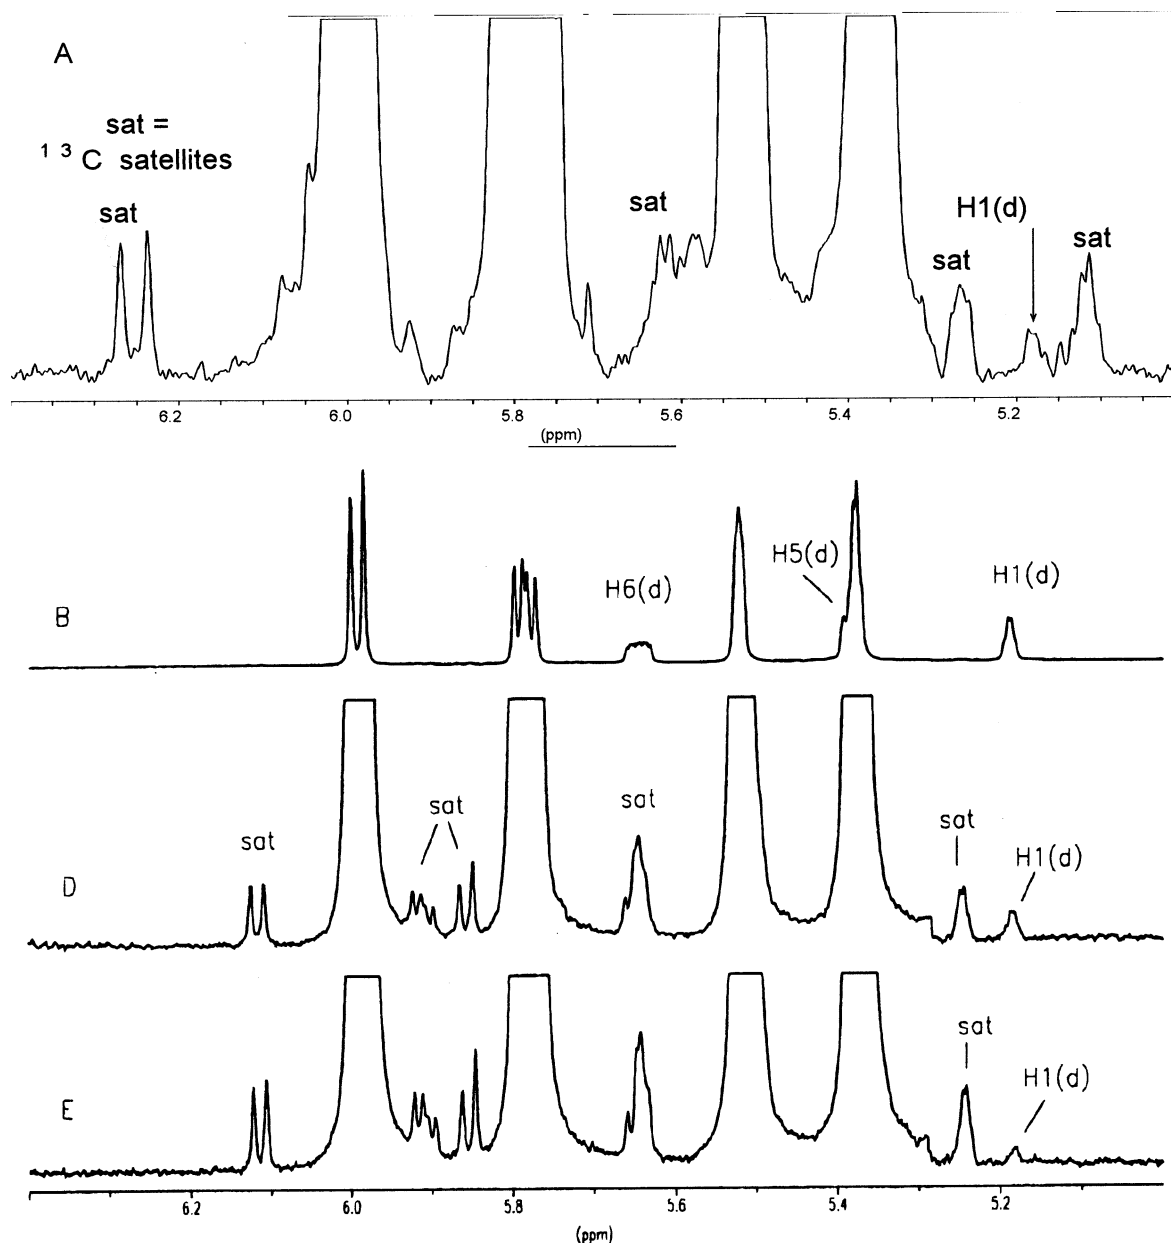 A
sat =
1 3 C satellites
sat
sat
sat
H1(d)
sat
6.2 6.0 5.8 5.6 5.4 5.2
(ppm)
B
H6(d)
H5(d)
H1(d)
D
sat
sat
sat
sat
H1(d)
E
sat
H1(d)
6.2 6.0 5.8 5.6 5.4 5.2
(ppm)